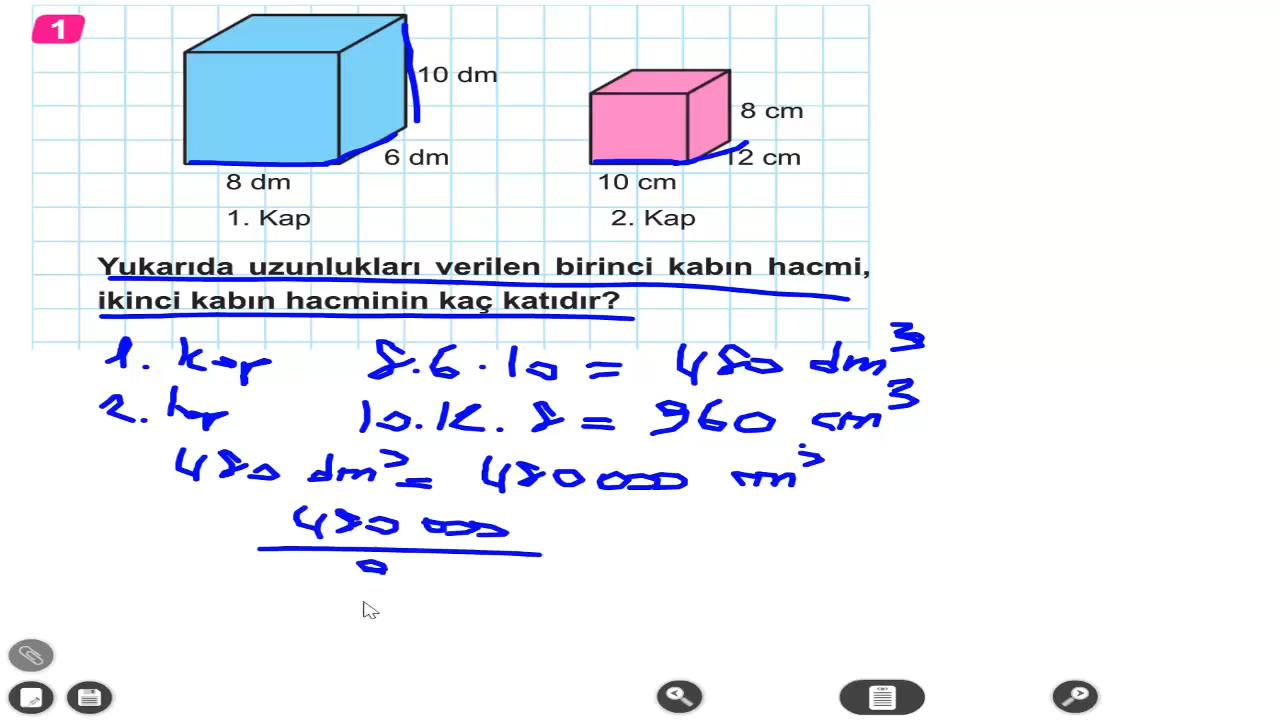 1
10 dm
8 cm
6 dm
12 cm
8 dm
10 cm
1. Kap
2. Kap
Yukarıda uzunlukları verilen birinci kabın hacmi,
ikinci kabın hacminin kaç katıdır?
1. kap 8.6.10 = 480 dm³
2. kap 10.12.8 = 960 cm³
480 dm³ = 480000 cm³
480000